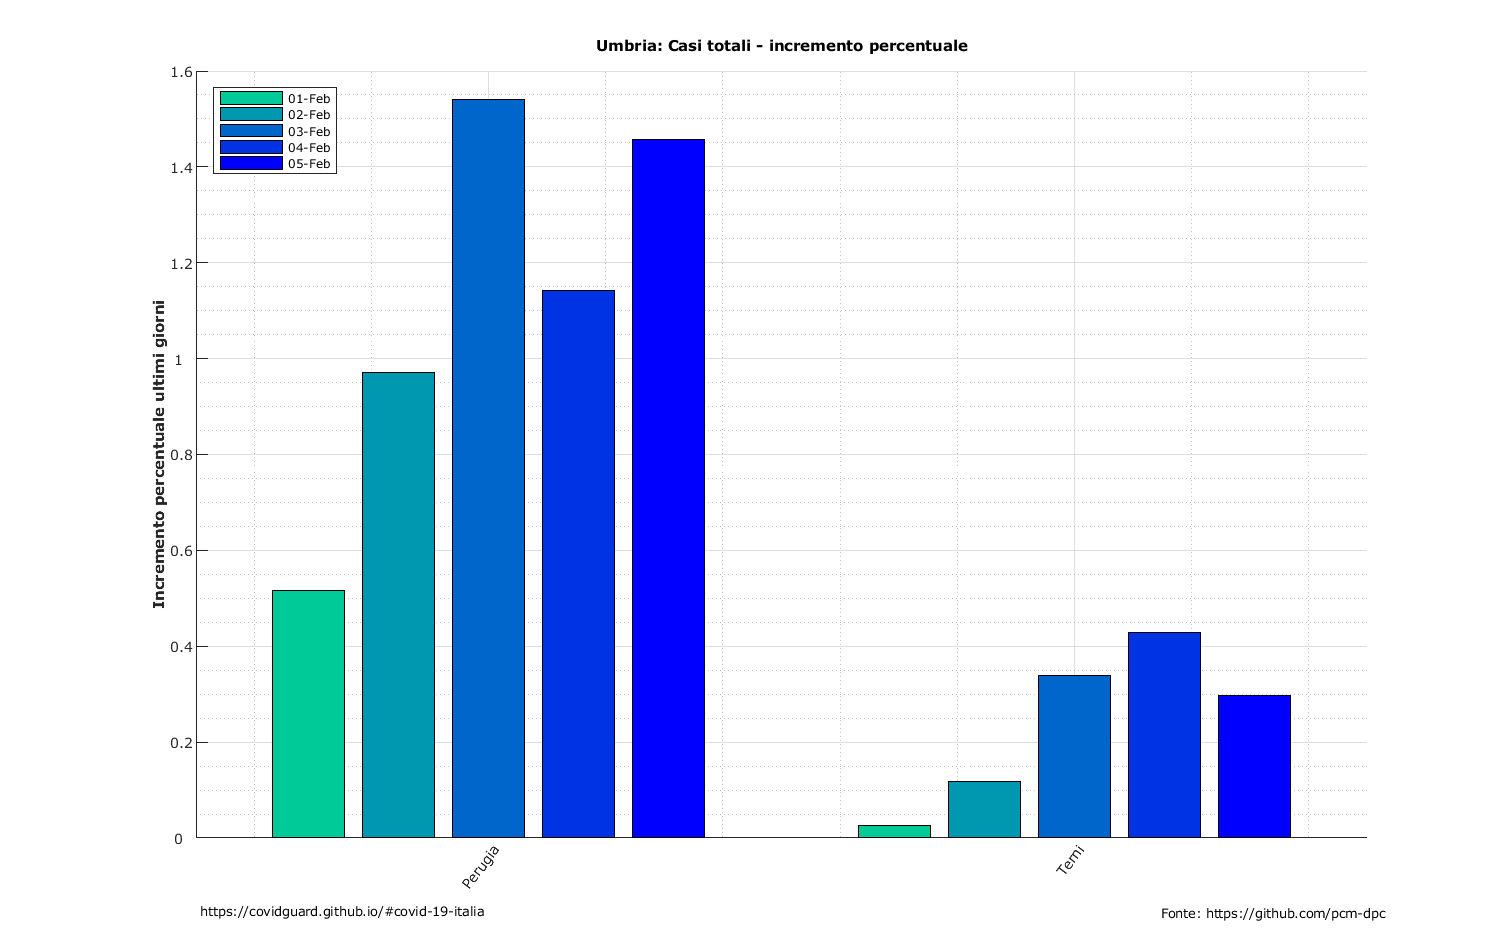 Umbria: Casi totali - incremento percentuale
1.6
1.4
1.2
1
0.8
0.6
0.4
0.2
0
Incremento percentuale ultimi giorni
01-Feb
02-Feb
03-Feb
04-Feb
05-Feb
Perugia
Terni
https://covidguard.github.io/#covid-19-italia
Fonte: https://github.com/pcm-dpc